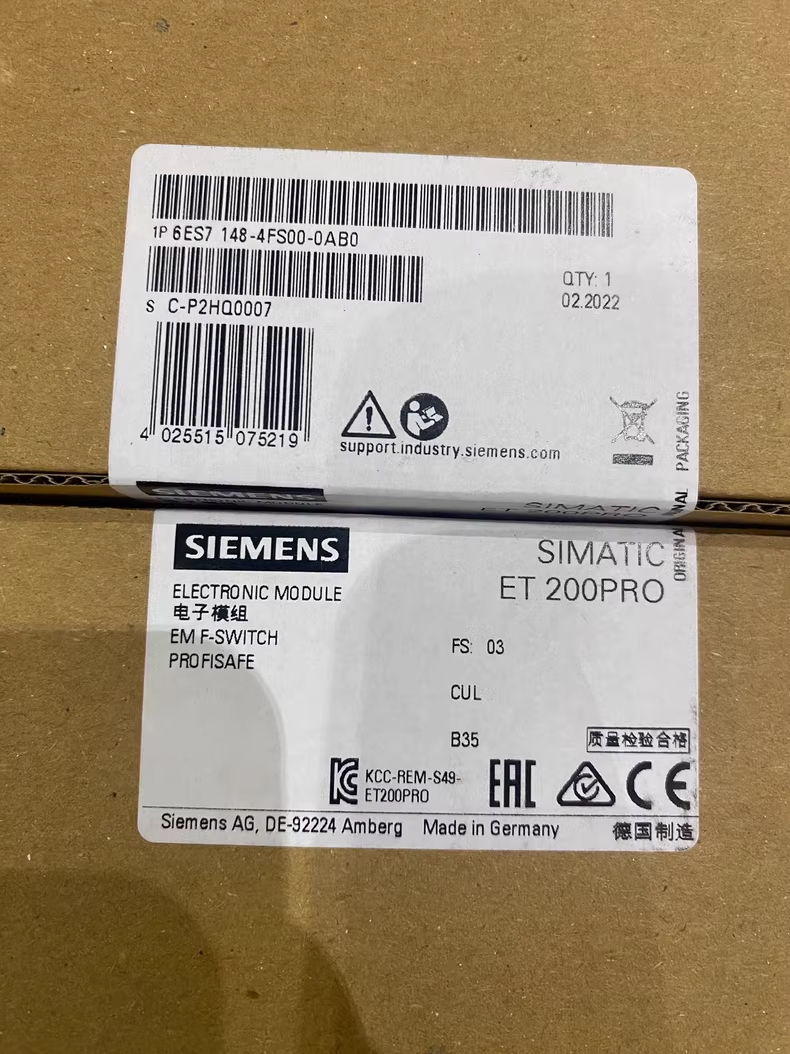 1P 6ES7 148-4FS00-0AB0
S C-P2HQ0007
QTY: 1
02.2022
4 025515 075219
support.industry.siemens.com
ORIGINAL PACKAGING
SIEMENS
SIMATIC
ET 200PRO
ELECTRONIC MODULE
电子模组
EM F-SWITCH
PROFISAFE
FS: 03
CUL
B35
质量检验合格
KCC-REM-S49-
ET200PRO
EAC
CE
Siemens AG, DE-92224 Amberg Made in Germany 德国制造